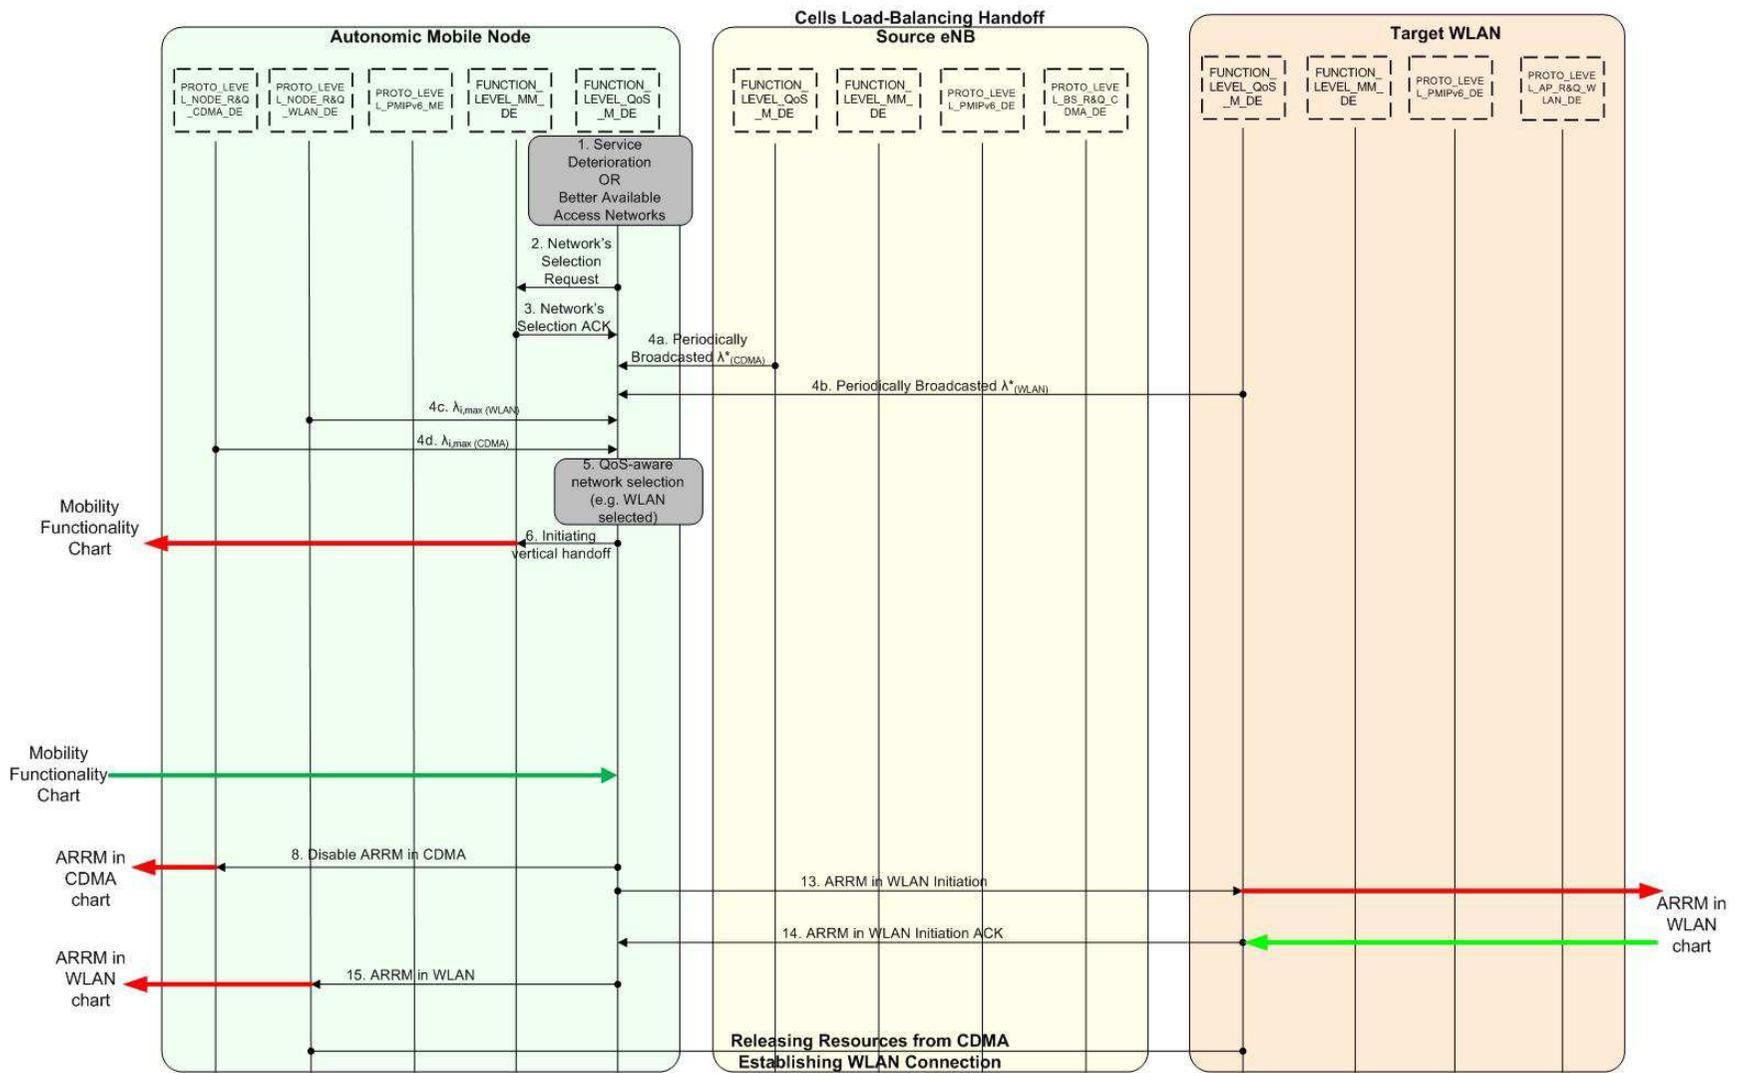 Cells Load-Balancing Handoff
Autonomic Mobile Node
Source eNB
Target WLAN
PROTO_LEVE
L_NODE_R&Q
_CDMA_DE
PROTO_LEVE
L_NODE_R&Q
_WLAN_DE
PROTO_LEVE
L_PMIPv6_ME
FUNCTION_
LEVEL_MM_
DE
FUNCTION_
LEVEL_QoS
_M_DE
FUNCTION_
LEVEL_QoS
_M_DE
FUNCTION_
LEVEL_MM_
DE
PROTO_LEVE
L_PMIPv6_DE
PROTO_LEVE
L_BS_R&Q_C
DMA_DE
FUNCTION_
LEVEL_QoS
_M_DE
FUNCTION_
LEVEL_MM_
DE
PROTO_LEVE
L_PMIPv6_DE
PROTO_LEVE
L_AP_R&Q_W
LAN_DE
1. Service
Deterioration
OR
Better Available
Access Networks
2. Network's
Selection
Request
3. Network's
Selection ACK
4a. Periodically
Broadcasted λ*(CDMA)
4b. Periodically Broadcasted λ*(WLAN)
4c. λi,max (WLAN)
4d. λi,max (CDMA)
5. QoS-aware
network selection
(e.g. WLAN
selected)
Mobility
Functionality
Chart
6. Initiating
vertical handoff
Mobility
Functionality
Chart
ARRM in
CDMA
chart
8. Disable ARRM in CDMA
13. ARRM in WLAN Initiation
ARRM in
WLAN
chart
14. ARRM in WLAN Initiation ACK
ARRM in
WLAN
chart
15. ARRM in WLAN
Releasing Resources from CDMA
Establishing WLAN Connection